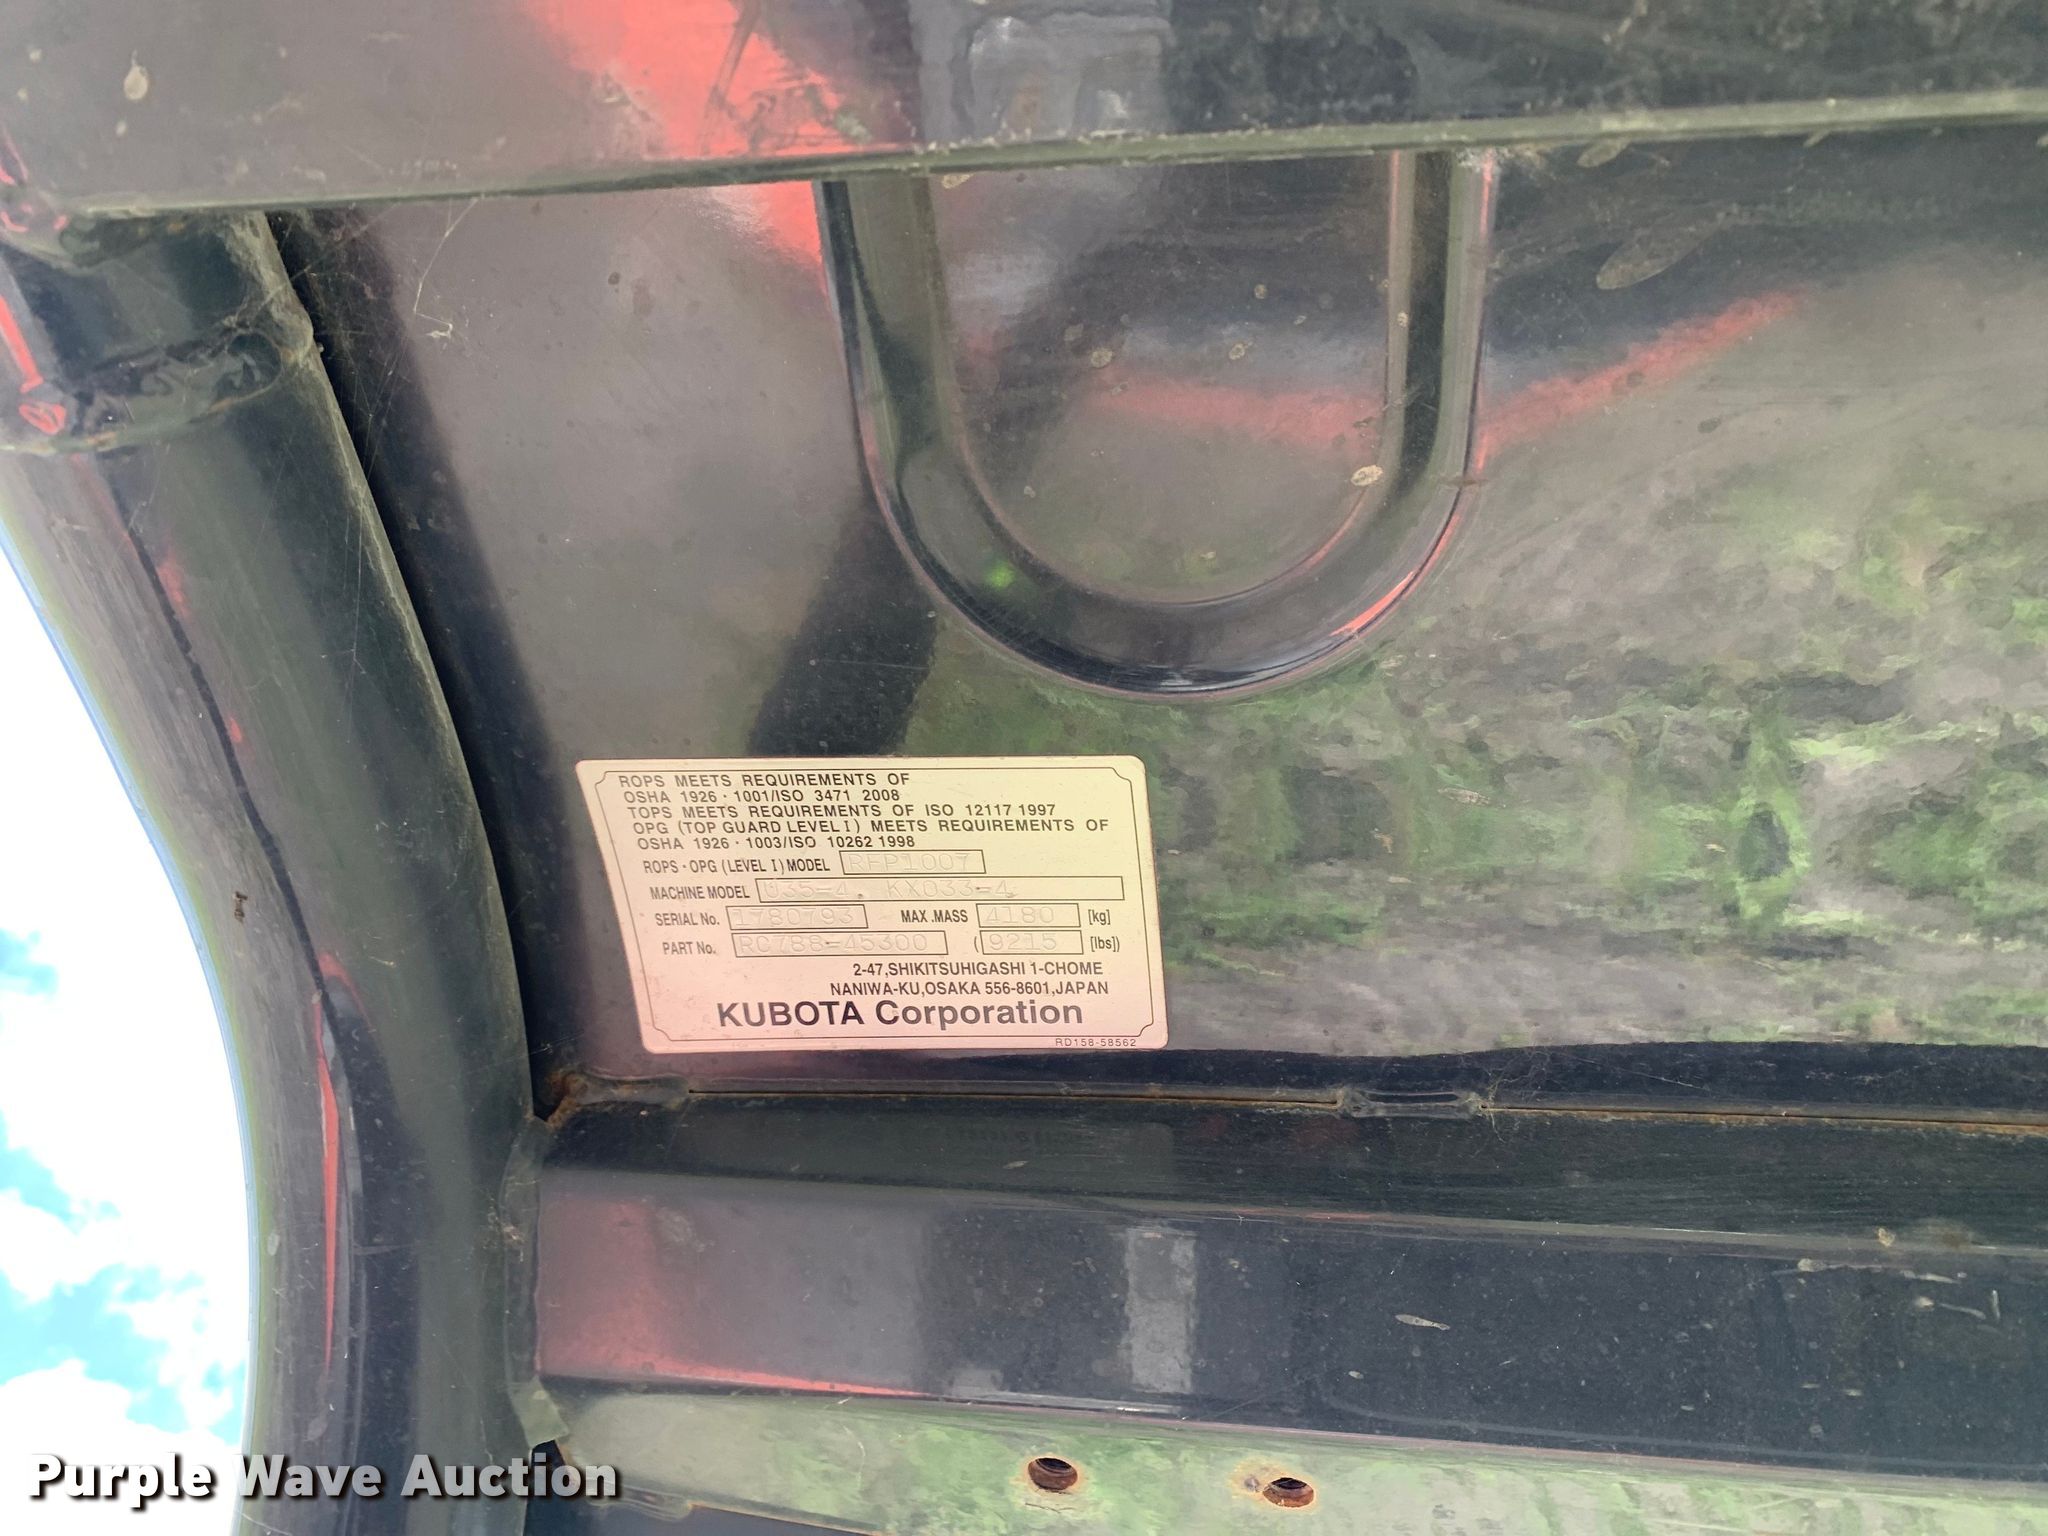 ROPS MEETS REQUIREMENTS OF
OSHA 1926・1001/ISO 3471 2008
TOPS MEETS REQUIREMENTS OF ISO 12117 1997
OPG (TOP GUARD LEVEL I) MEETS REQUIREMENTS OF
OSHA 1926・1003/ISO 10262 1998
ROPS・OPG (LEVEL I) MODEL RFP1007
MACHINE MODEL U35-4, KX033-4
SERIAL No. 1780793 MAX.MASS 4180 [kg]
PART No. RC788-45300 (9215 [lbs])
2-47,SHIKITSUHIGASHI 1-CHOME
NANIWA-KU,OSAKA 556-8601,JAPAN
KUBOTA Corporation
RD158-58562
Purple Wave Auction